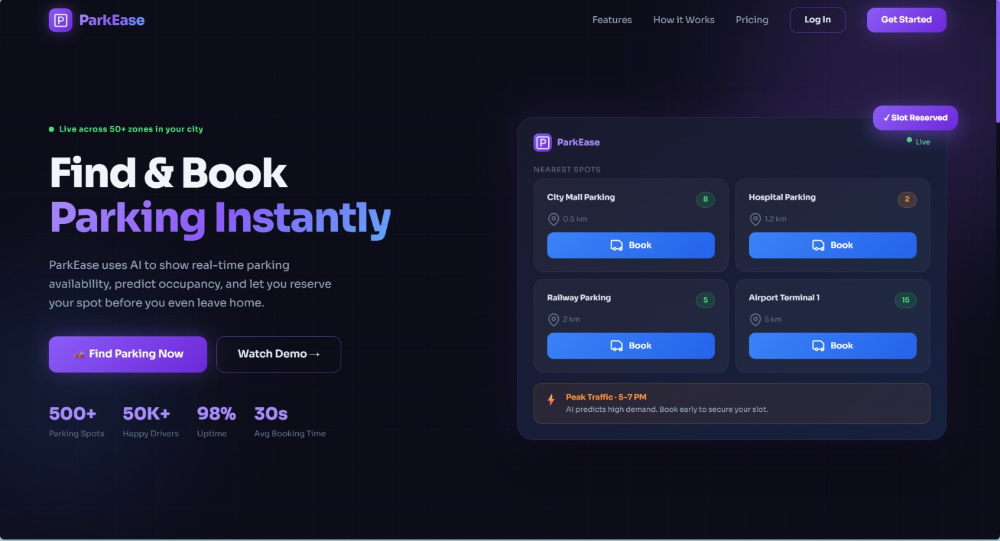 ParkEase
Features
How it Works
Pricing
Log In
Get Started
Live across 50+ zones in your city
Find & Book
Parking Instantly
ParkEase uses AI to show real-time parking
availability, predict occupancy, and let you reserve
your spot before you even leave home.
🚗 Find Parking Now
Watch Demo →
500+
Parking Spots
50K+
Happy Drivers
98%
Uptime
30s
Avg Booking Time
✓ Slot Reserved
P ParkEase
Live
NEAREST SPOTS
City Mall Parking
8
0.5 km
Book
Hospital Parking
2
1.2 km
Book
Railway Parking
5
2 km
Book
Airport Terminal 1
15
5 km
Book
Peak Traffic · 5-7 PM
AI predicts high demand. Book early to secure your slot.